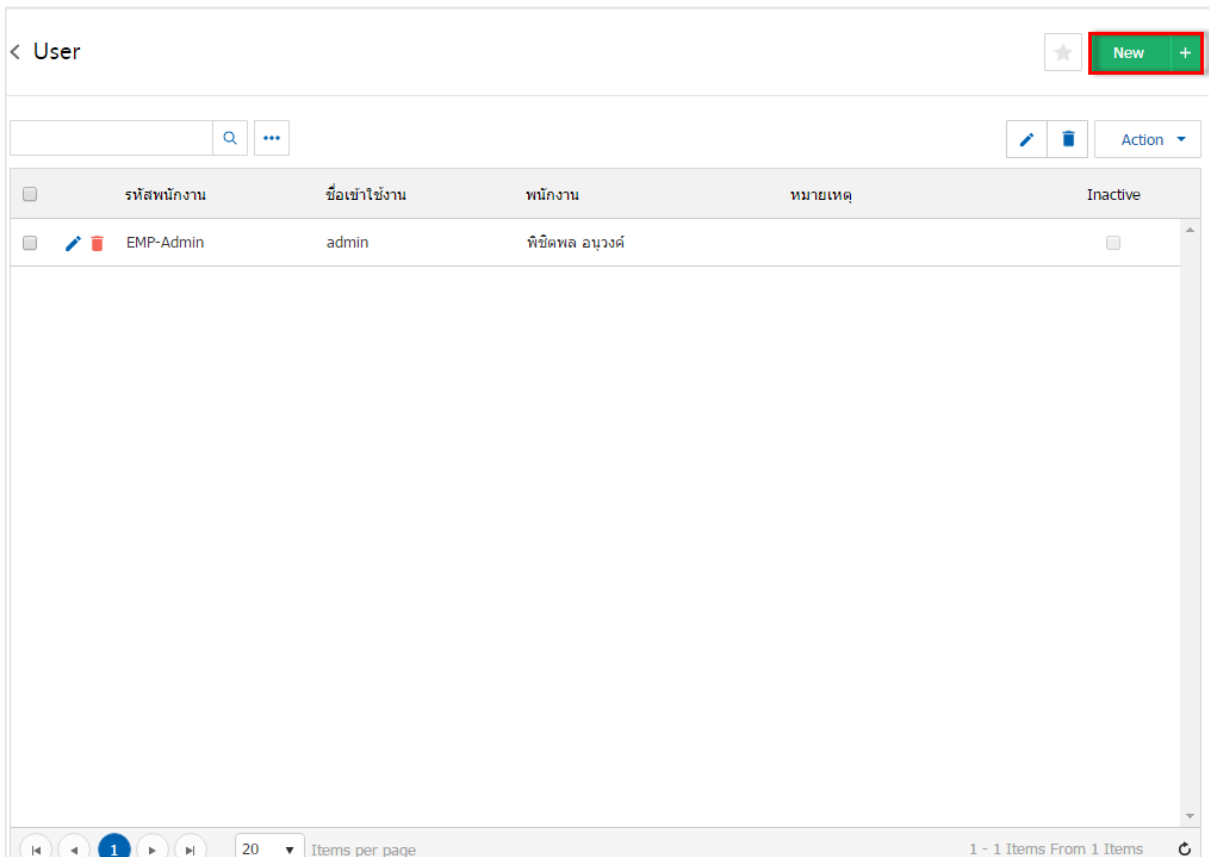 < User
New +
Action
รหัสพนักงาน ชื่อเข้าใช้งาน พนักงาน หมายเหตุ Inactive
EMP-Admin admin พิชิตพล อนุวงค์
1 20 Items per page 1 - 1 Items From 1 Items